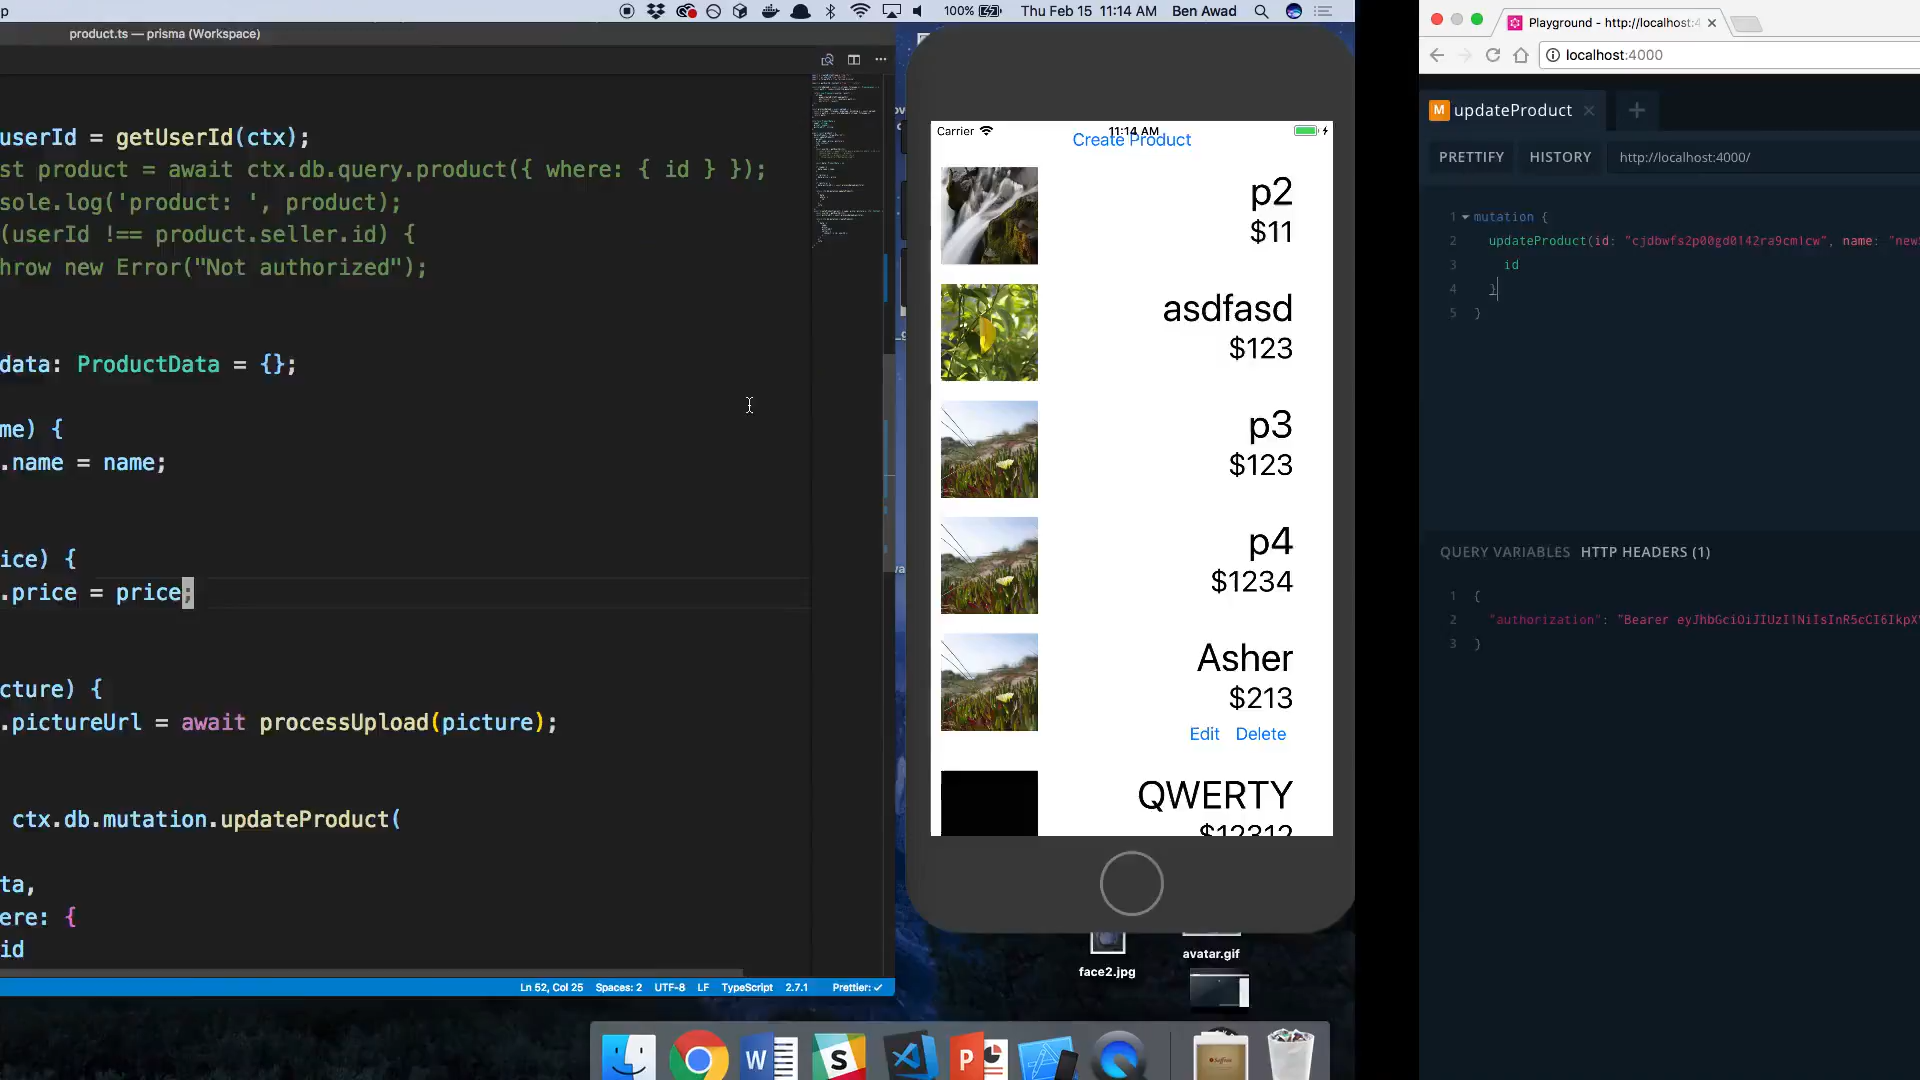 product.ts — prisma (Workspace)
100%
Thu Feb 15 11:14 AM
Ben Awad
userId = getUserId(ctx);
st product = await ctx.db.query.product({ where: { id } });
sole.log('product: ', product);
(userId !== product.seller.id) {
hrow new Error("Not authorized");
data: ProductData = {};
me) {
.name = name;
ice) {
.price = price;
cture) {
.pictureUrl = await processUpload(picture);
ctx.db.mutation.updateProduct(
ta,
ere: {
id
Ln 52, Col 25
Spaces: 2
UTF-8
LF
TypeScript
2.7.1
Prettier: ✓
Carrier
11:14 AM
Create Product
p2
$11
asdfasd
$123
p3
$123
p4
$1234
Asher
$213
Edit Delete
QWERTY
$12312
face2.jpg
avatar.gif
Playground - http://localhost:4
localhost:4000
M updateProduct
PRETTIFY
HISTORY
http://localhost:4000/
1 mutation {
2 updateProduct(id: "cjdbwfs2p00gd0142ra9cm1cw", name: "new
3 id
4 }
5 }
QUERY VARIABLES HTTP HEADERS (1)
1 {
2 "authorization": "Bearer eyJhbGciOiJIUzI1NiIsInR5cCI6IkpX
3 }